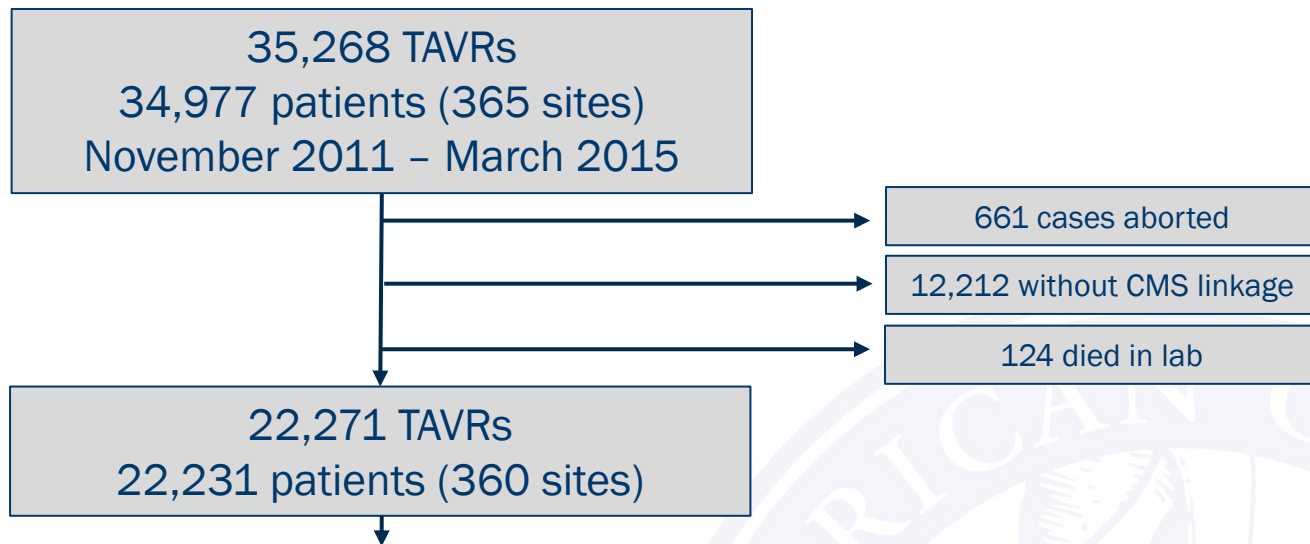 35,268 TAVRs
34,977 patients (365 sites)
November 2011 – March 2015
661 cases aborted
12,212 without CMS linkage
124 died in lab
22,271 TAVRs
22,231 patients (360 sites)
RICAN